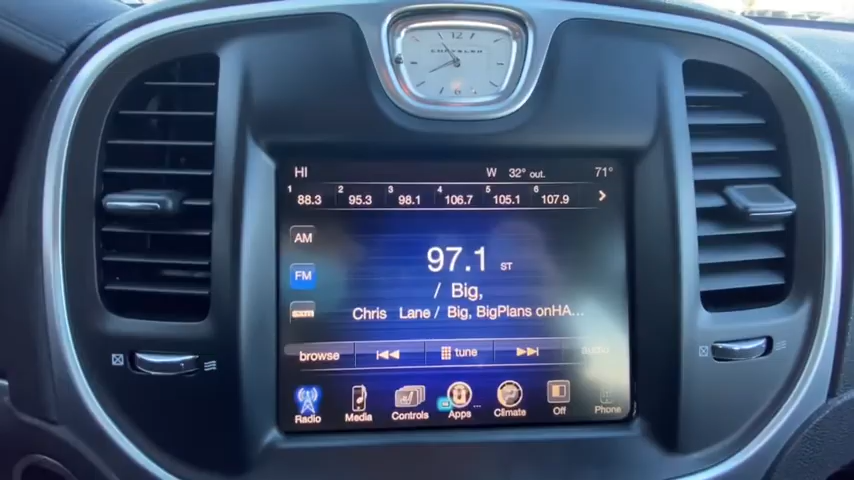 12
CHRYSLER
HI W 32° out. 71°
1 88.3 2 95.3 3 98.1 4 106.7 5 105.1 6 107.9 >
AM
FM
97.1 ST
/ Big,
Chris Lane / Big, BigPlans onHA...
browse tune audio
Radio Media Controls Apps Climate Off Phone